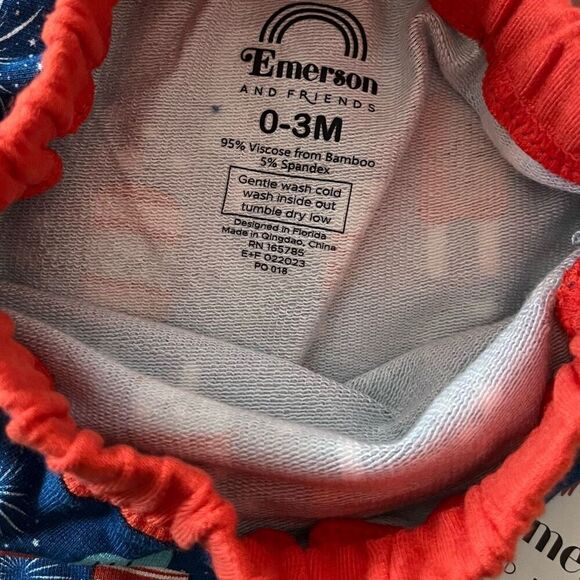 Emerson
AND FRIENDS
0-3M
95% Viscose from Bamboo
5% Spandex
Gentle wash cold
wash inside out
tumble dry low
Designed in Florida
Made in Qingdao, China
RN 165785
E+F 022023
PO 018
me